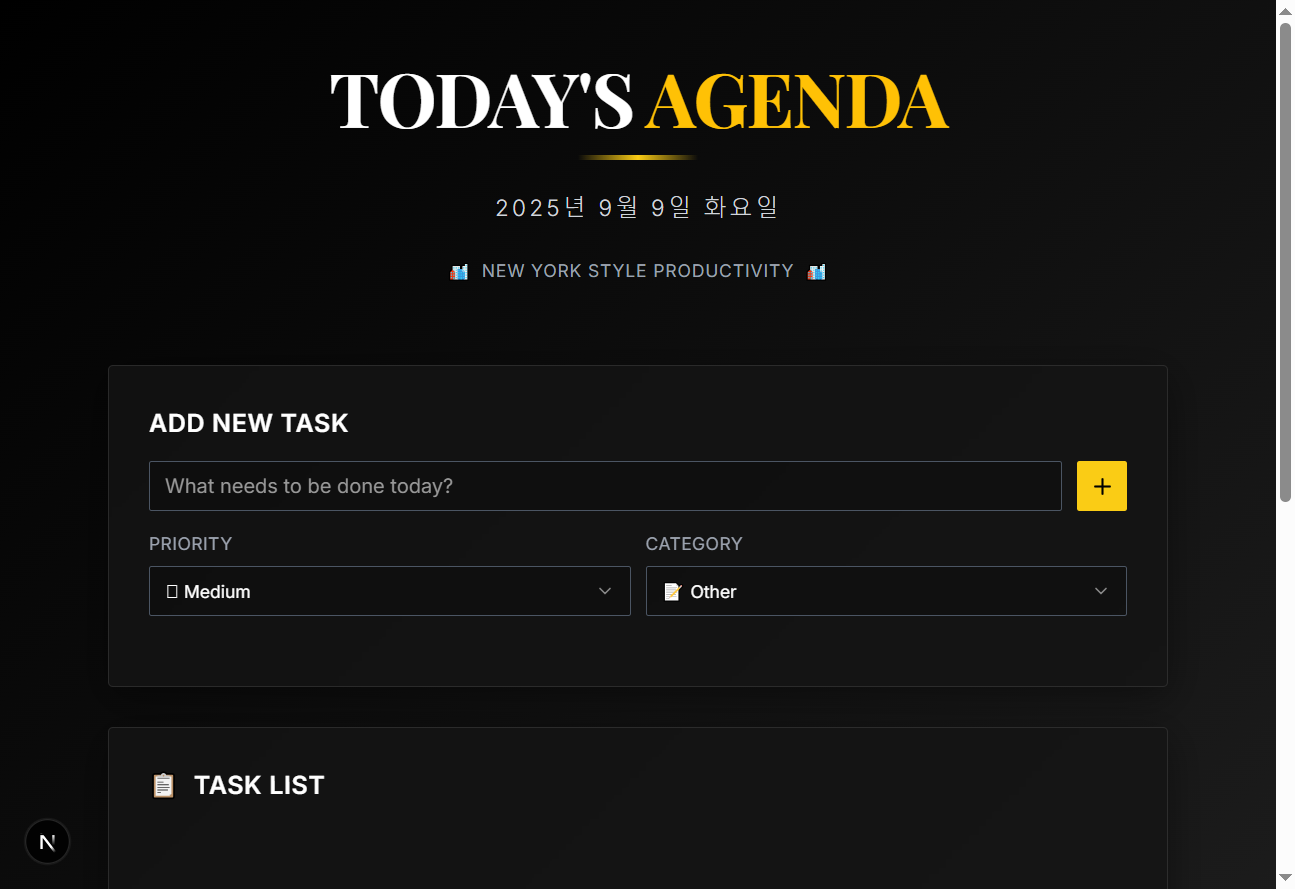 TODAY'S AGENDA
2025년 9월 9일 화요일
NEW YORK STYLE PRODUCTIVITY
ADD NEW TASK
What needs to be done today?
+
PRIORITY
CATEGORY
Medium
Other
TASK LIST
N